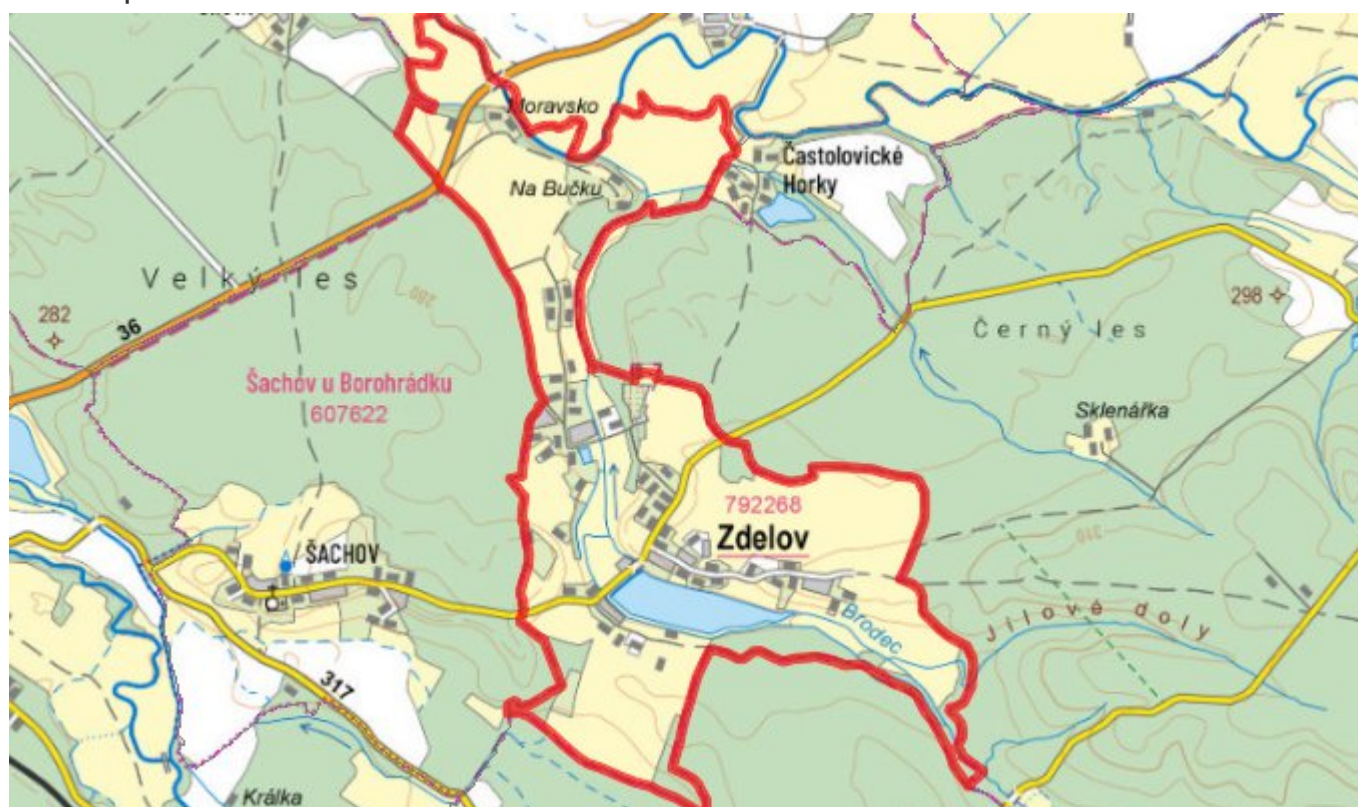 Moravsko
Častolovické
Horky
Na Bučku
Velký les
282
36
298
Černý les
Šachov u Borohrádku
607622
Sklenářka
792268
Zdelov
310
ŠACHOV
Brodec
Jílové doly
317
Králka